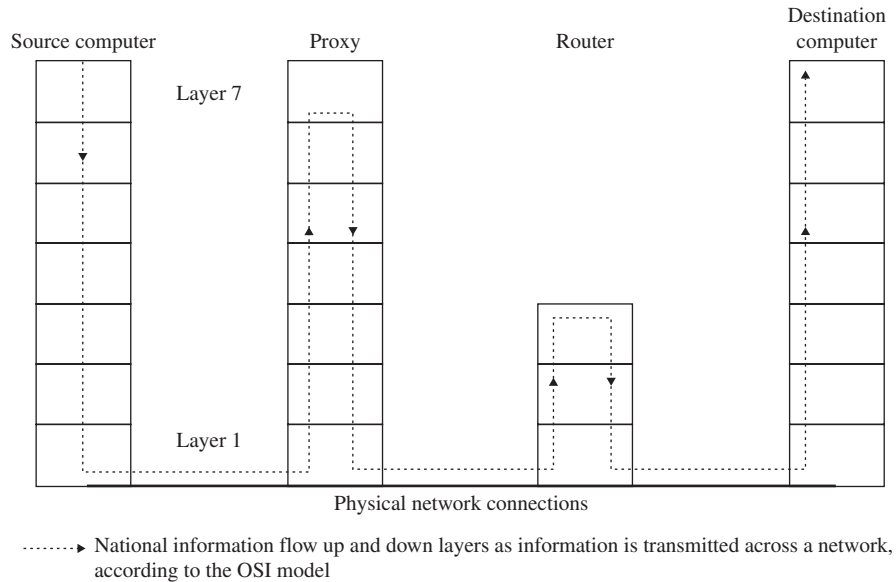 Source computer
Proxy
Router
Destination
computer
Layer 7
Layer 1
Physical network connections
National information flow up and down layers as information is transmitted across a network,
according to the OSI model